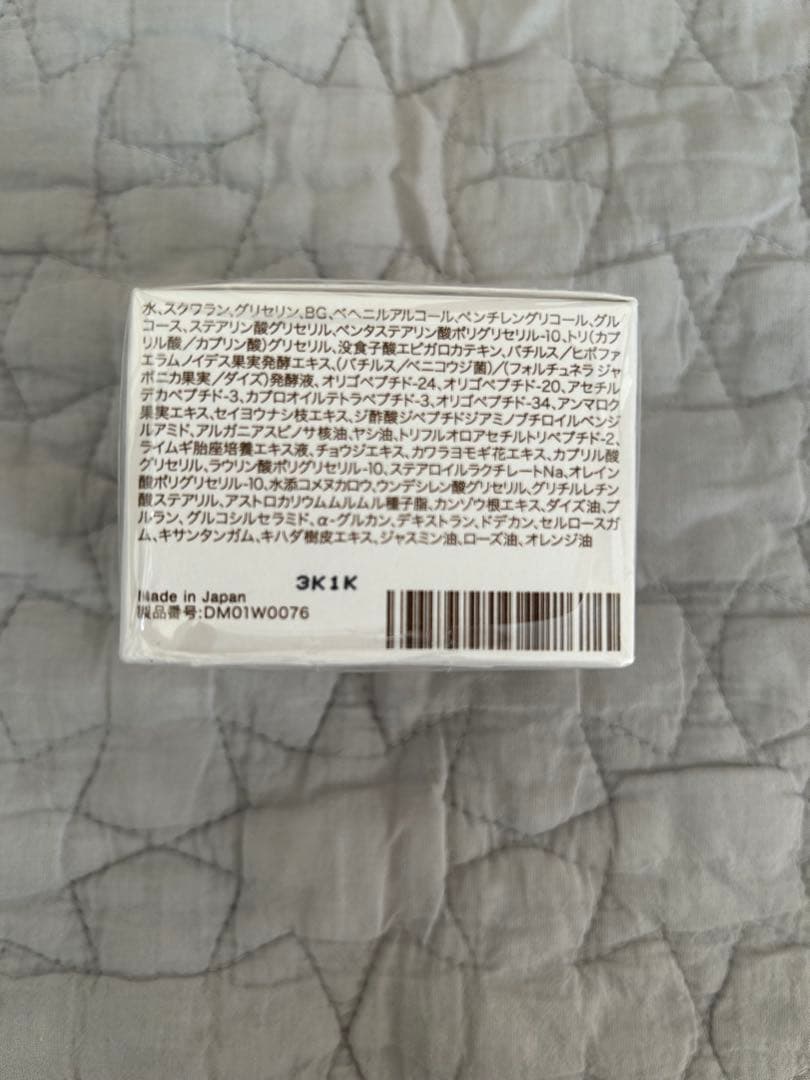 水、スクワラン、グリセリン、BG、ベヘニルアルコール、ペンチレングリコール、グル
コース、ステアリン酸グリセリル、ペンタステアリン酸ポリグリセリル-10、トリ(カプ
リル酸/カプリン酸)グリセリル、没食子酸エピガロカテキン、バチルス/ヒポファ
エラムノイデス果実発酵エキス、(バチルス/ベニコウジ菌)/(フォルチュネラ ジャ
ポニカ果実/ダイズ)発酵液、オリゴペプチド-24、オリゴペプチド-20、アセチル
デカペプチド-3、カプロオイルテトラペプチド-3、オリゴペプチド-34、アンマロク
果実エキス、セイヨウナシ枝エキス、ジ酢酸ジペプチドジアミノブチロイルベンジ
ルアミド、アルガニアスピノサ核油、ヤシ油、トリフルオロアセチルトリペプチド-2、
ライムギ胎座培養エキス液、チョウジエキス、カワラヨモギ花エキス、カプリル酸
グリセリル、ラウリン酸ポリグリセリル-10、ステアロイルラクチレートNa、オレイン
酸ポリグリセリル-10、水添コメヌカロウ、ウンデシレン酸グリセリル、グリチルレチン
酸ステアリル、アストロカリウムムルムル種子脂、カンゾウ根エキス、ダイズ油、プ
ルラン、グルコシルセラミド、α-グルカン、デキストラン、ドデカン、セルロースガ
ム、キサンタンガム、キハダ樹皮エキス、ジャスミン油、ローズ油、オレンジ油
3K1K
Made in Japan
製品番号:DM01W0076